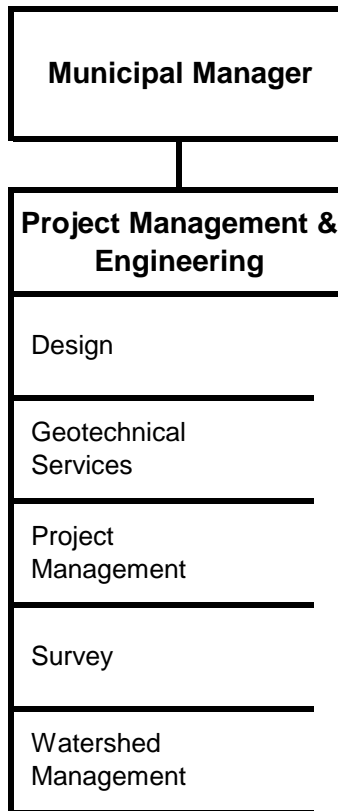 Municipal Manager
Project Management &
Engineering
Design
Geotechnical
Services
Project
Management
Survey
Watershed
Management